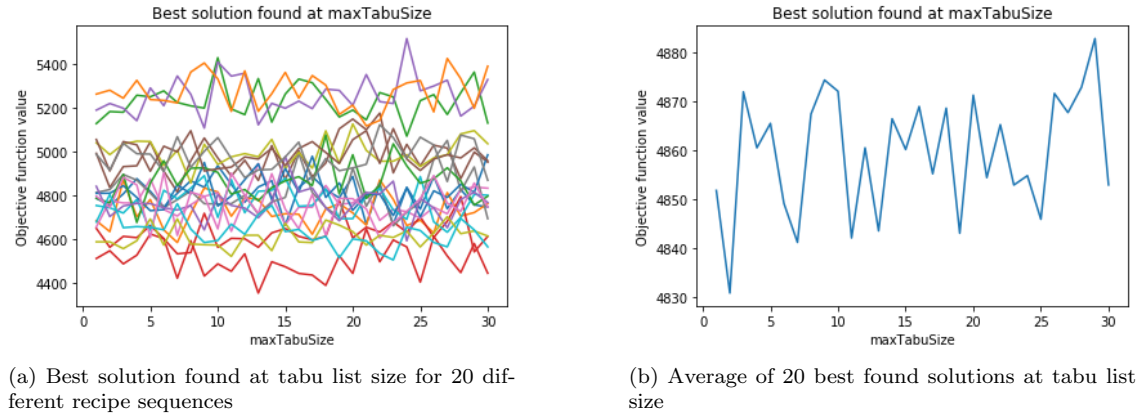 Best solution found at maxTabuSize
5400
5200
5000
4800
4600
4400
Objective function value
0 5 10 15 20 25 30
maxTabuSize
(a) Best solution found at tabu list size for 20 dif-
ferent recipe sequences
Best solution found at maxTabuSize
4880
4870
4860
4850
4840
4830
Objective function value
0 5 10 15 20 25 30
maxTabuSize
(b) Average of 20 best found solutions at tabu list
size